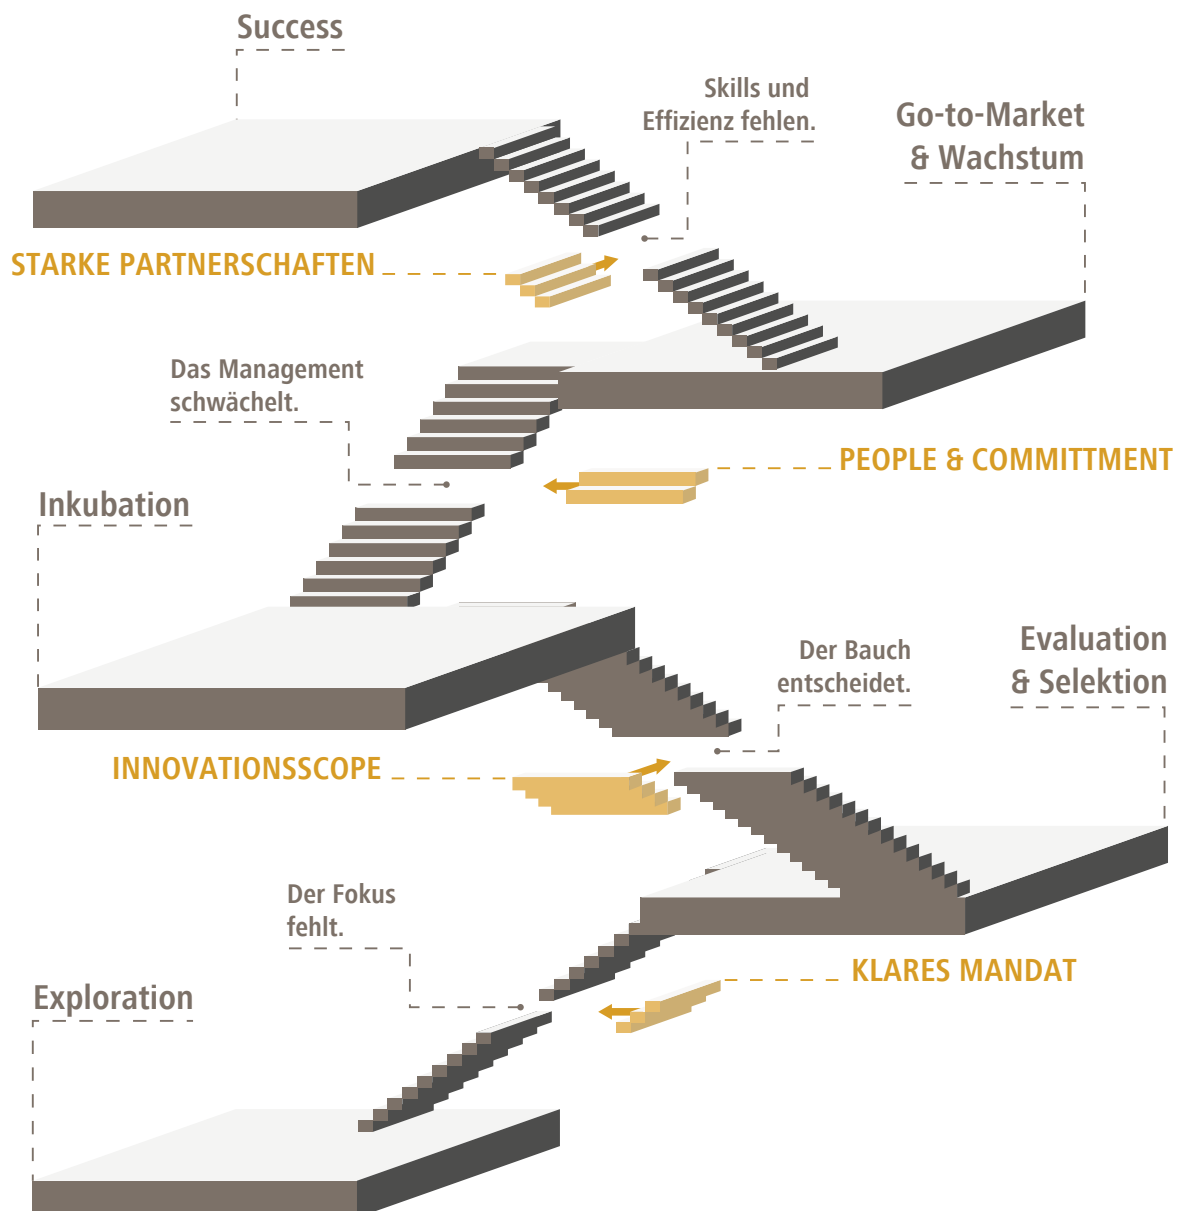 Success
Skills und
Effizienz fehlen.
Go-to-Market
& Wachstum
STARKE PARTNERSCHAFTEN
Das Management
schwächelt.
PEOPLE & COMMITTMENT
Inkubation
Evaluation
& Selektion
Der Bauch
entscheidet.
INNOVATIONSSCOPE
Der Fokus
fehlt.
KLARES MANDAT
Exploration